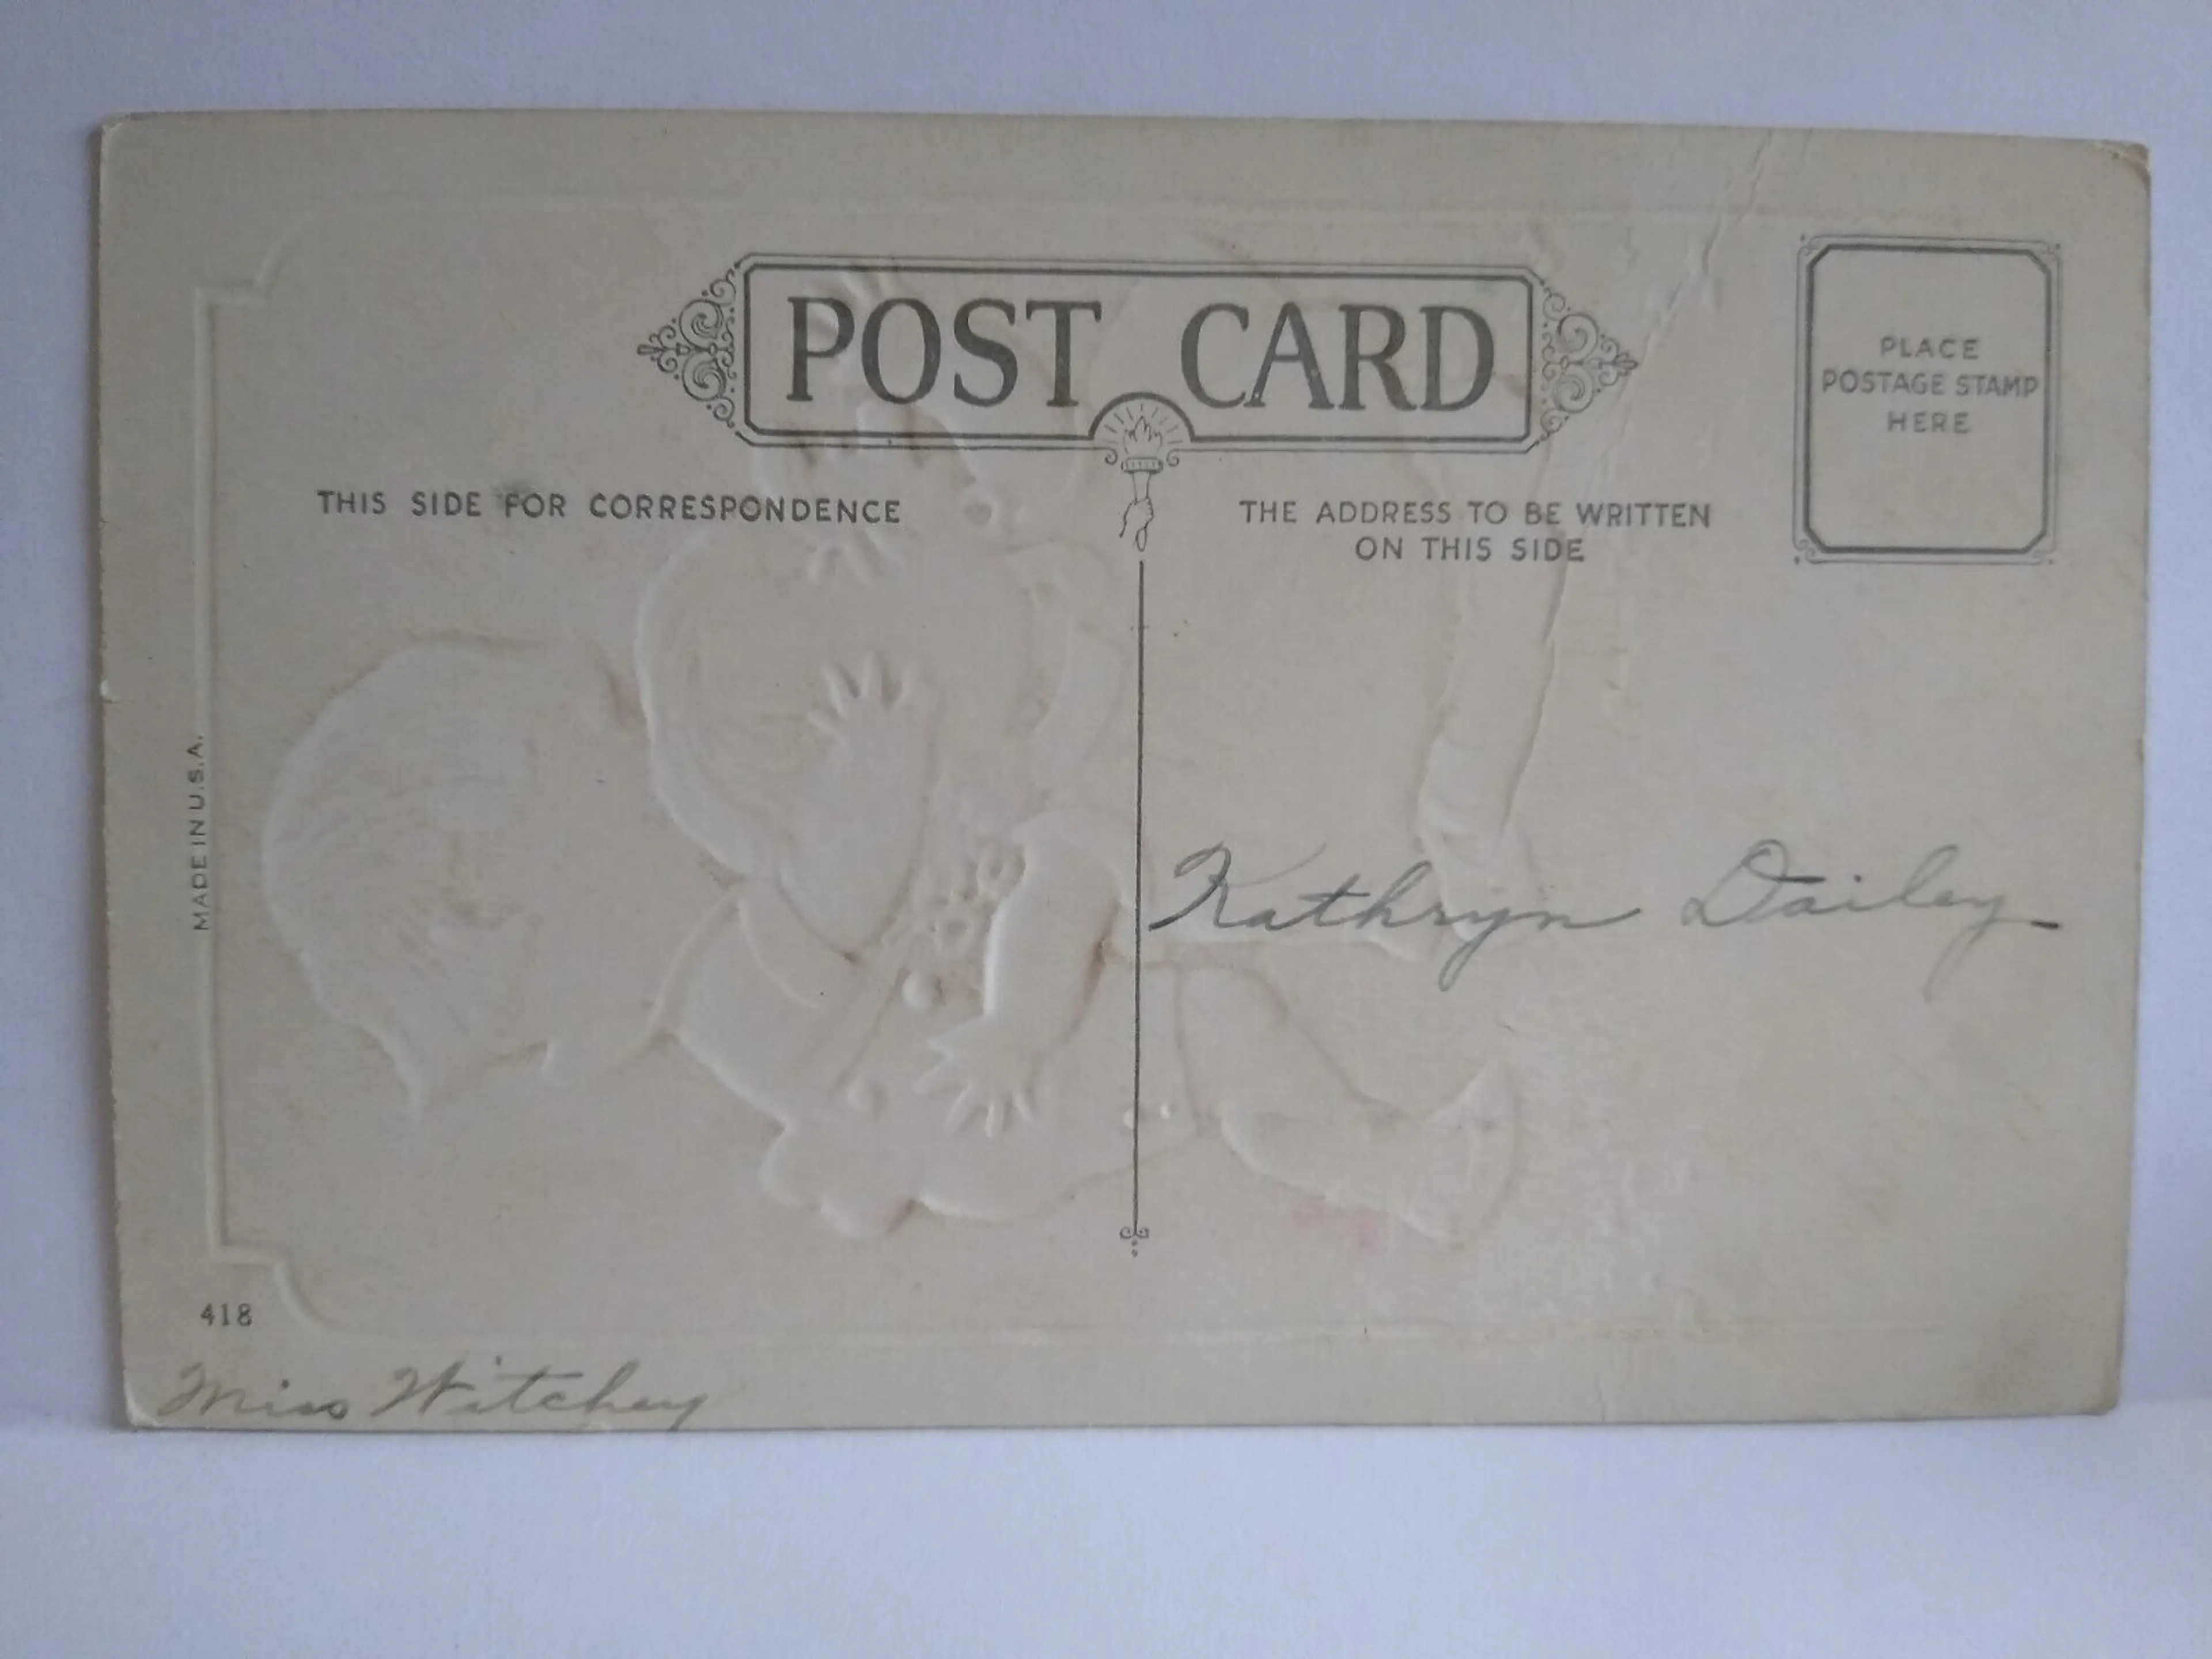 POST CARD
PLACE
POSTAGE STAMP
HERE
THIS SIDE FOR CORRESPONDENCE
THE ADDRESS TO BE WRITTEN
ON THIS SIDE
MADE IN U.S.A.
Kathryn Dailey
418
Miss Witchey